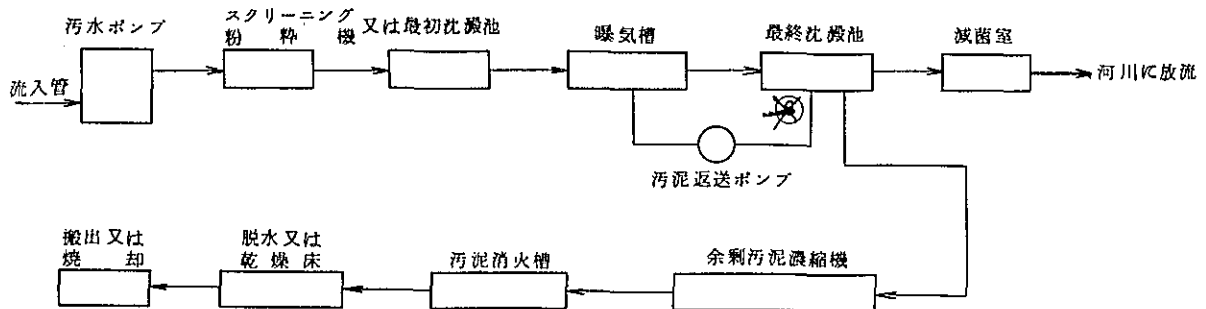 汚水ポンプ
スクリーニング
粉砕機
又は最初沈澱池
曝気槽
最終沈澱池
滅菌室
流入管
河川に放流
汚泥返送ポンプ
搬出又は
焼却
脱水又は
乾燥床
汚泥消火槽
余剰汚泥濃縮機